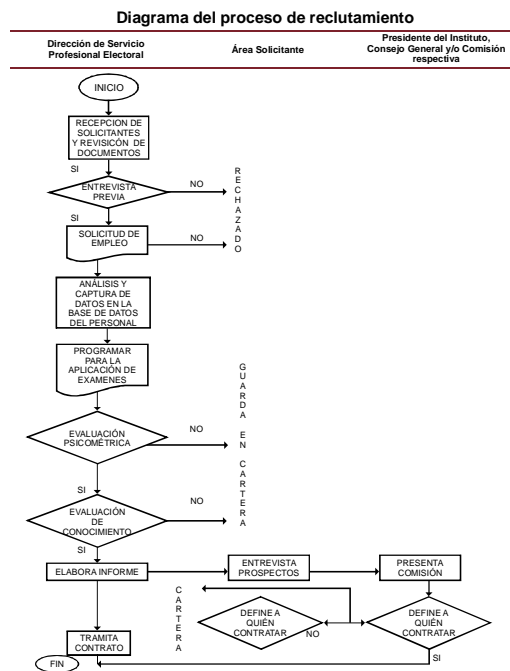 Diagrama del proceso de reclutamiento
Dirección de Servicio
Profesional Electoral
Área Solicitante
Presidente del Instituto,
Consejo General y/o Comisión
respectiva
INICIO
RECEPCION DE
SOLICITANTES
Y REVISICÓN DE
DOCUMENTOS
SI
ENTREVISTA
PREVIA
NO
RECHAZADO
SI
SOLICITUD DE
EMPLEO
NO
ANÁLISIS Y
CAPTURA DE
DATOS EN LA
BASE DE DATOS
DEL PERSONAL
PROGRAMAR
PARA LA
APLICACIÓN DE
EXAMENES
GUARDA EN CARTERA
EVALUACIÓN
PSICOMÉTRICA
NO
SI
EVALUACIÓN
DE
CONOCIMIENTO
NO
SI
ELABORA INFORME
ENTREVISTA
PROSPECTOS
PRESENTA
COMISIÓN
CARTERA
DEFINE A
QUIÉN
CONTRATAR
NO
DEFINE A
QUIÉN
CONTRATAR
SI
TRAMITA
CONTRATO
FIN